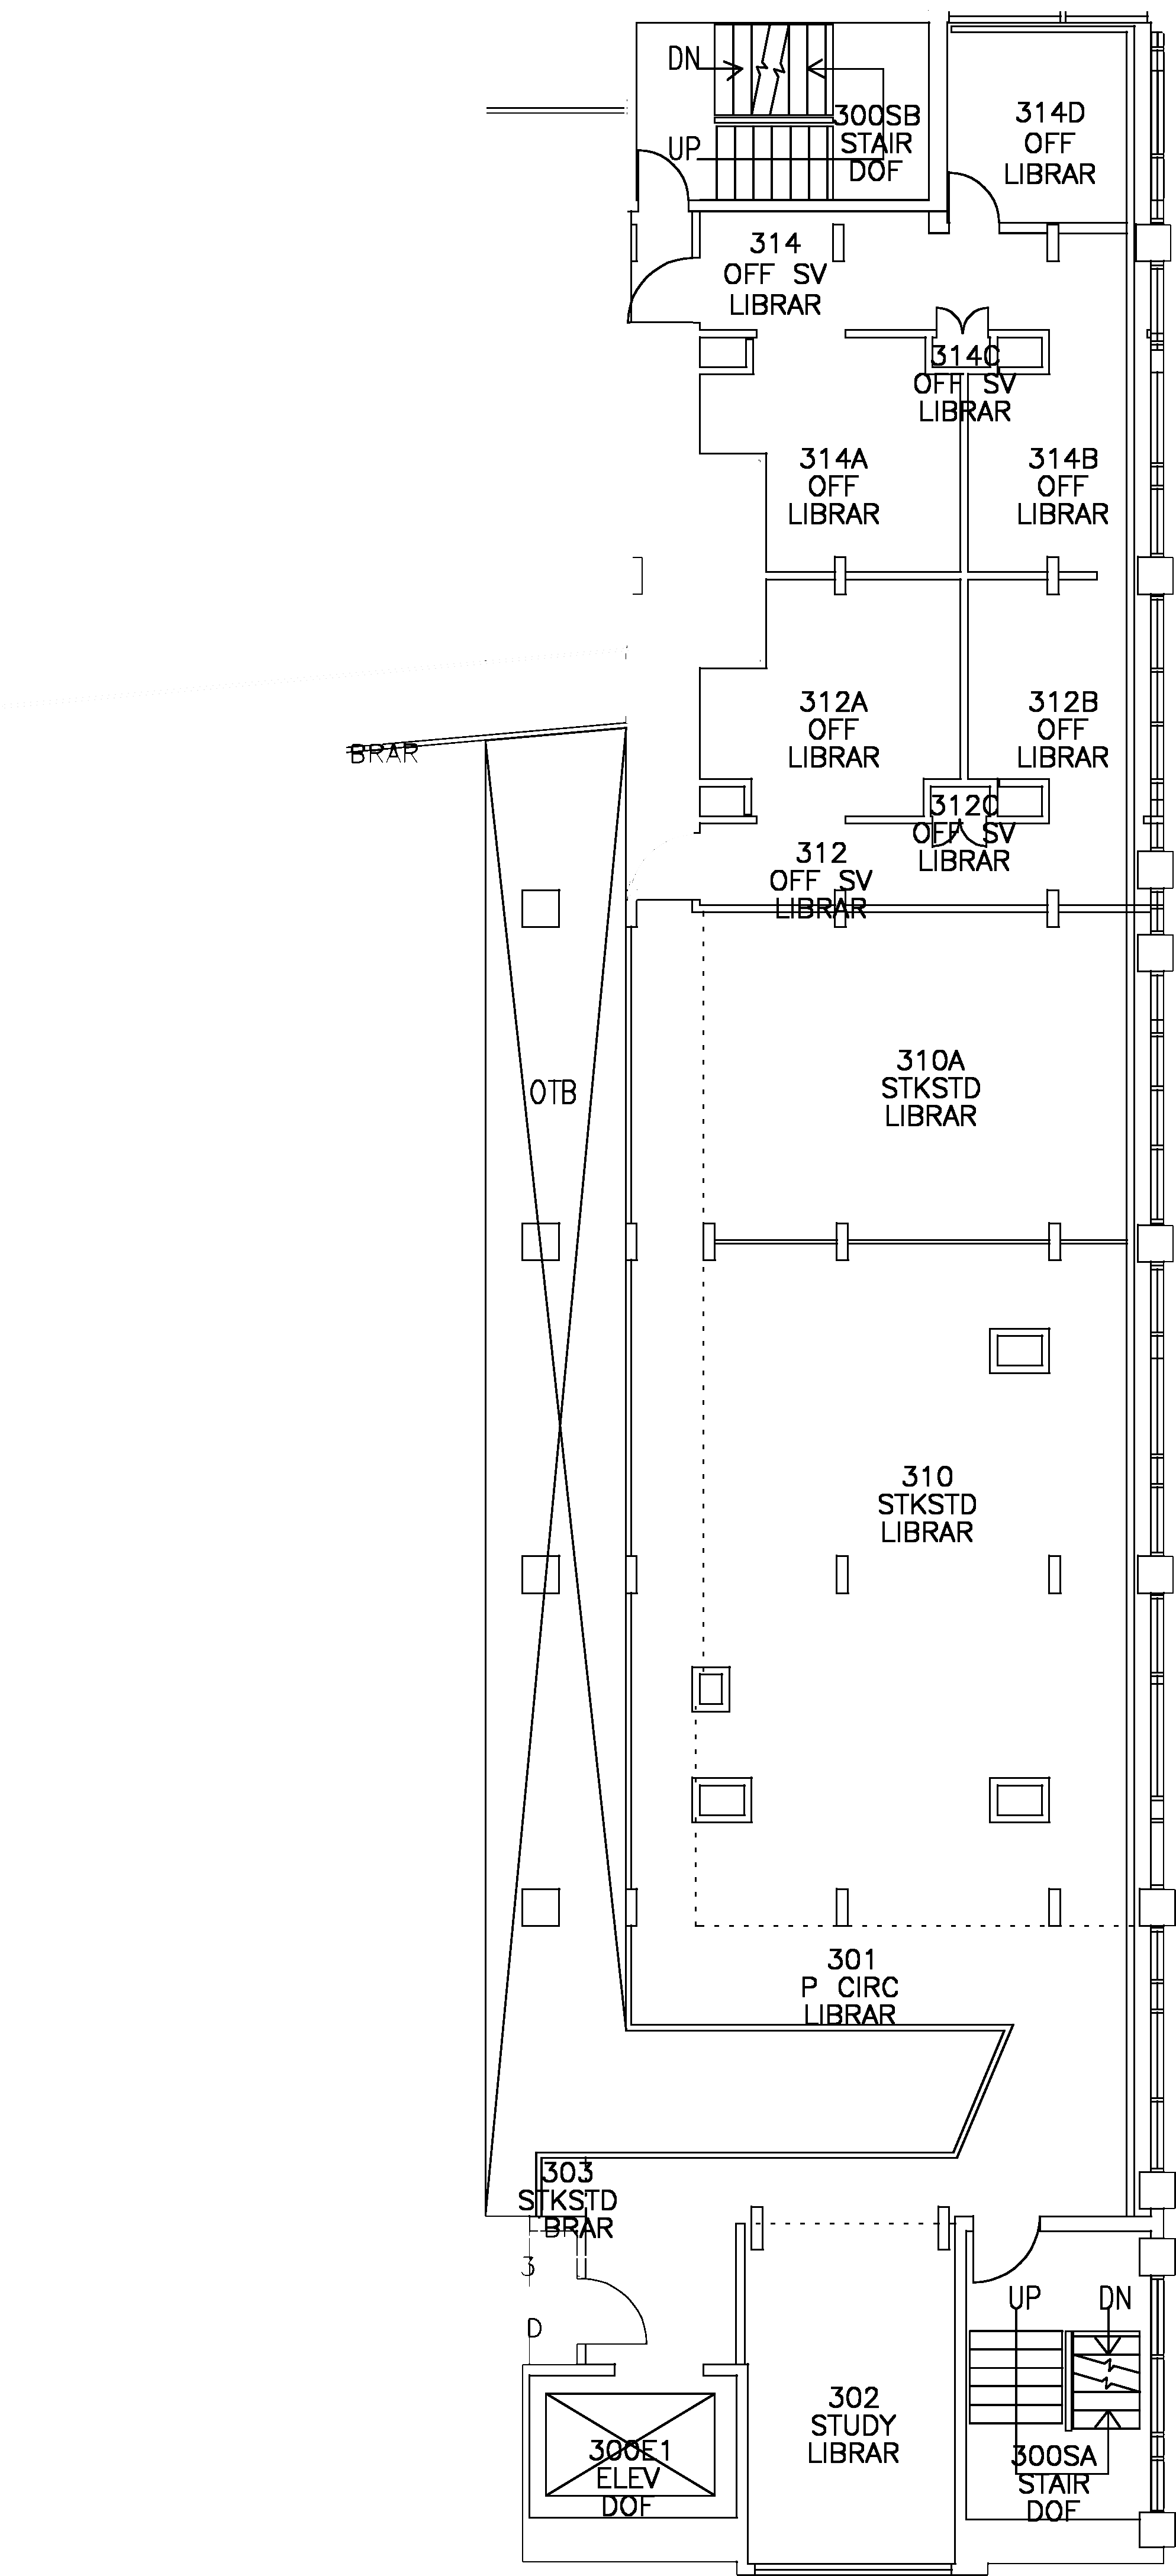 DN
UP
300SB
STAIR
DOF
314D
OFF
LIBRAR
314
OFF SV
LIBRAR
314C
OFF SV
LIBRAR
314A
OFF
LIBRAR
314B
OFF
LIBRAR
312A
OFF
LIBRAR
312B
OFF
LIBRAR
BRAR
312C
OFF SV
LIBRAR
312
OFF SV
LIBRAR
310A
STKSTD
LIBRAR
OTB
310
STKSTD
LIBRAR
301
P CIRC
LIBRAR
303
STKSTD
BRAR
3
D
UP
DN
302
STUDY
LIBRAR
300E1
ELEV
DOF
300SA
STAIR
DOF